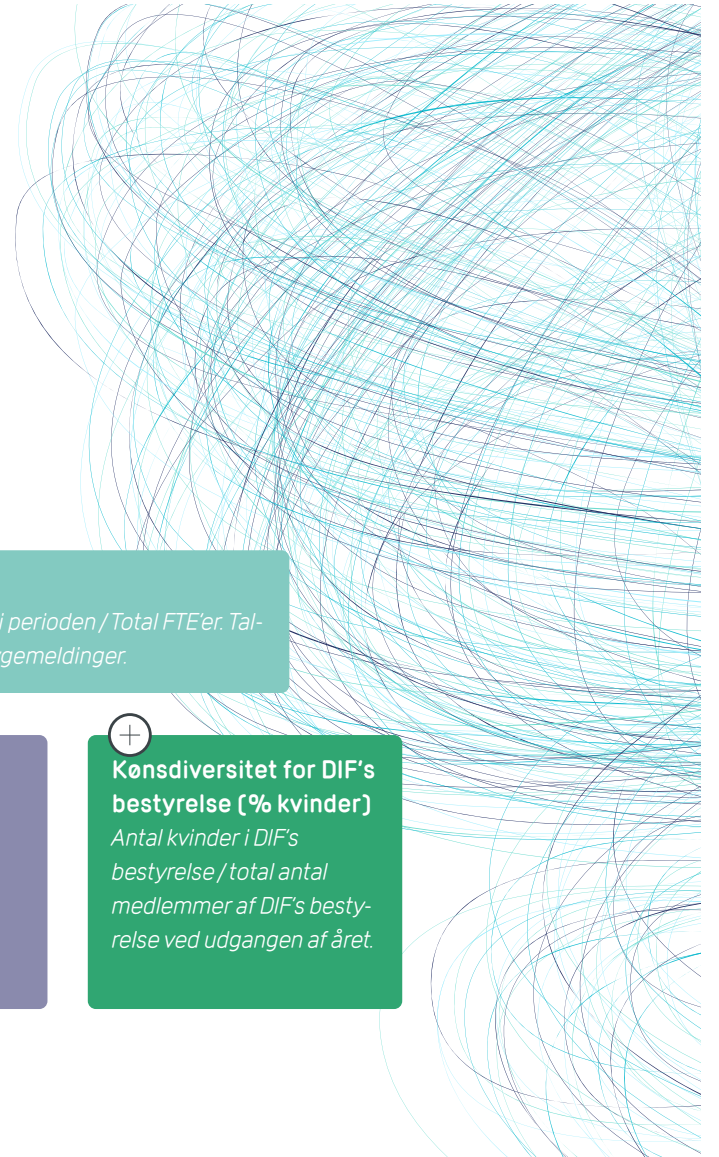 i perioden / Total FTE'er. Tal-
gemeldinger.
Kønsdiversitet for DIF's
bestyrelse (% kvinder)
Antal kvinder i DIF's
bestyrelse / total antal
medlemmer af DIF's besty-
relse ved udgangen af året.